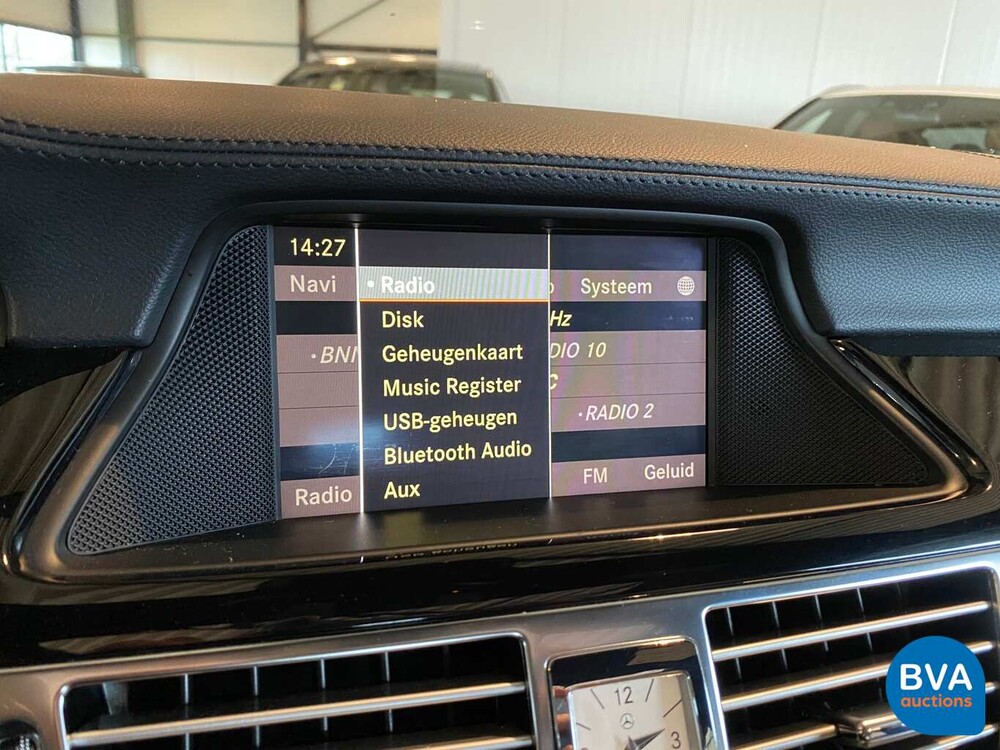 14:27
Navi • Radio Systeem
Disk Hz
•BNI Geheugenkaart DIO 10
Music Register C
USB-geheugen •RADIO 2
Bluetooth Audio
Radio Aux FM Geluid
12
3
BVA
auctions